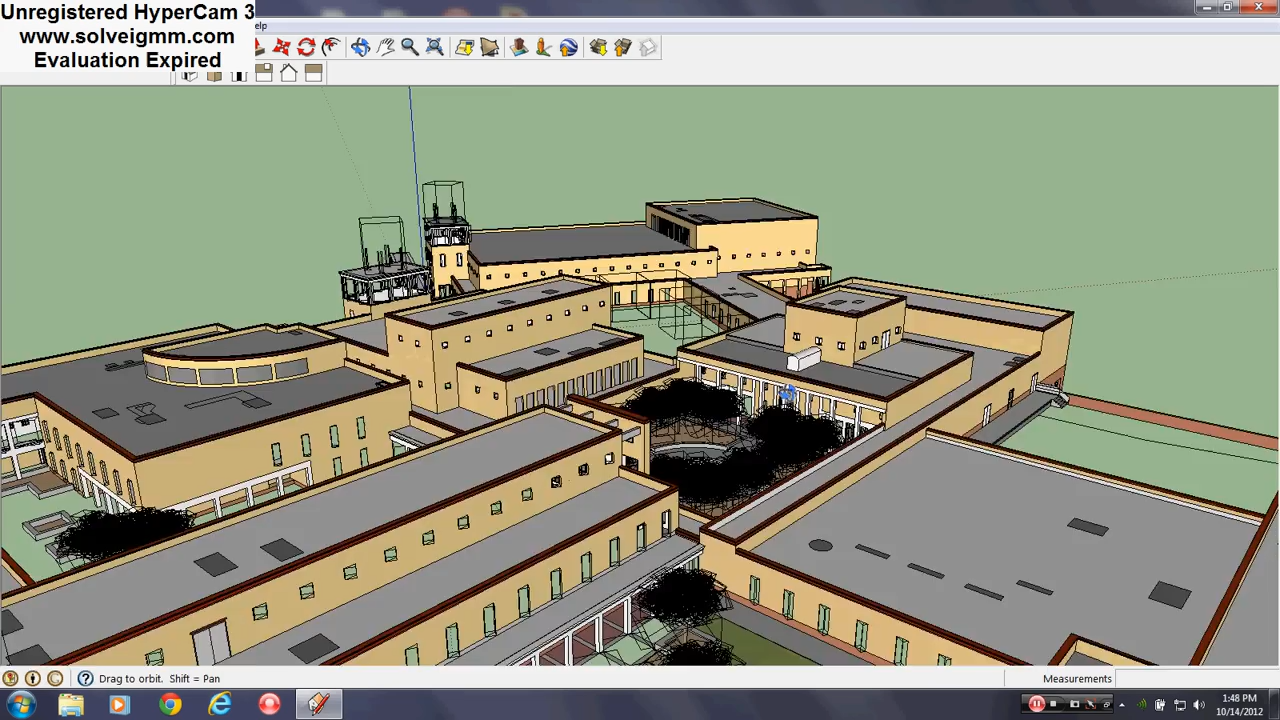 Unregistered HyperCam 3
www.solveigmm.com
Evaluation Expired
elp
Drag to orbit. Shift = Pan
Measurements
1:48 PM
10/14/2012